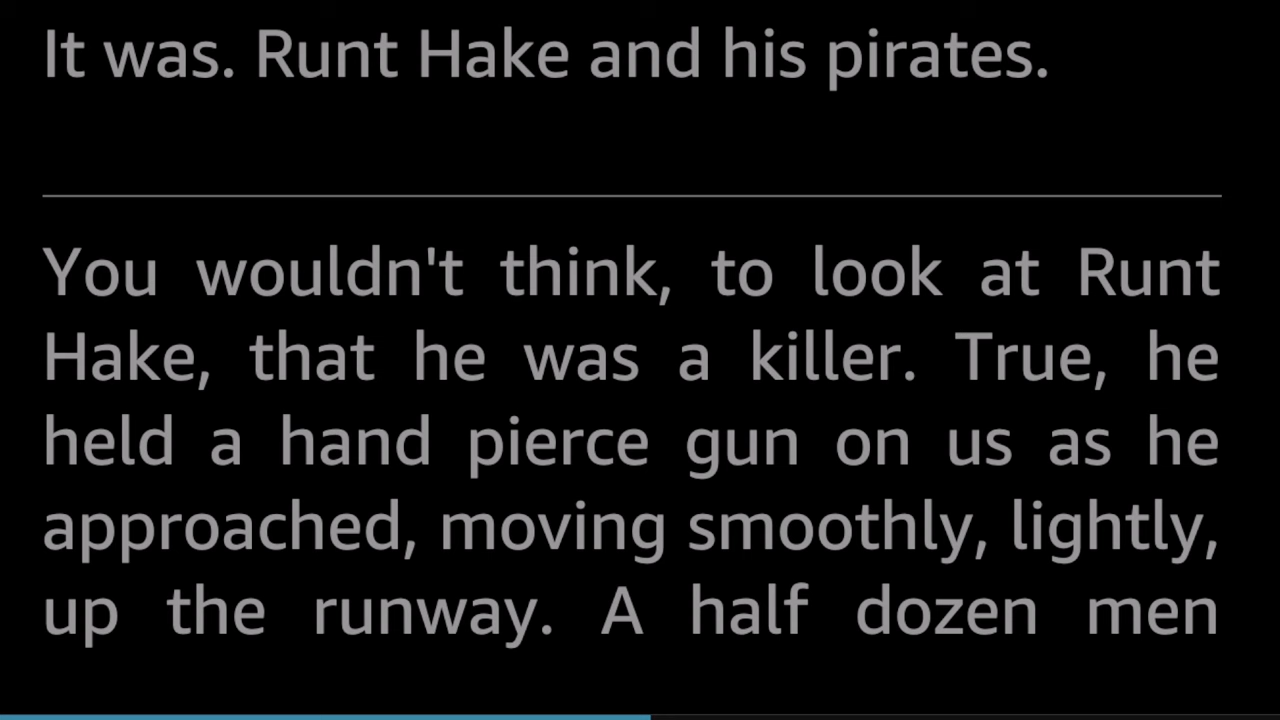 It was. Runt Hake and his pirates.
You wouldn't think, to look at Runt
Hake, that he was a killer. True, he
held a hand pierce gun on us as he
approached, moving smoothly, lightly,
up the runway. A half dozen men